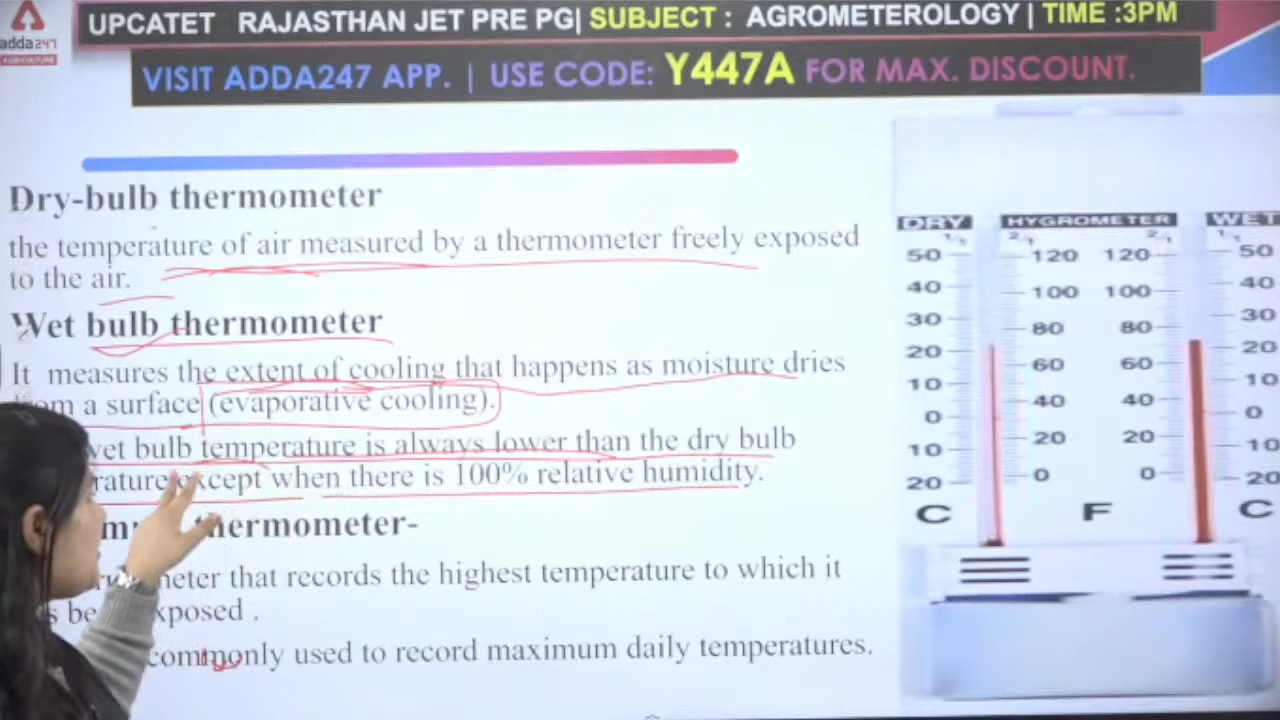 adda247
AGRICULTURE
UPCATET RAJASTHAN JET PRE PG| SUBJECT : AGROMETEROLOGY | TIME :3PM
VISIT ADDA247 APP. | USE CODE: Y447A FOR MAX. DISCOUNT.
Dry-bulb thermometer
the temperature of air measured by a thermometer freely exposed
to the air.
Wet bulb thermometer
It measures the extent of cooling that happens as moisture dries
a surface (evaporative cooling).
wet bulb temperature is always lower than the dry bulb
except when there is 100% relative humidity.
thermometer-
that records the highest temperature to which it
exposed .
commonly used to record maximum daily temperatures.
DRY HYGROMETER WET
50 120 120 50
40 100 100 40
30 80 80 30
20 60 60 20
10 40 40 10
0 20 20 0
10 0 0 10
20 20
C F C